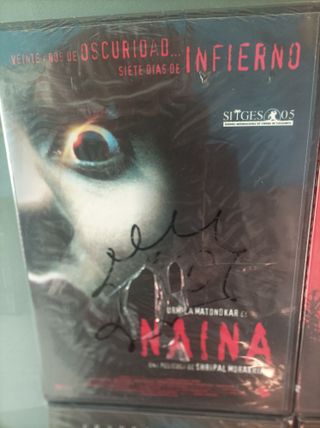 VEINTE AÑOS DE OSCURIDAD...
SIETE DÍAS DE INFIERNO
SITGES 05
URMILA MATONDKAR es
NAINA
UNA PELÍCULA DE SHRIPAL MORAKHIA